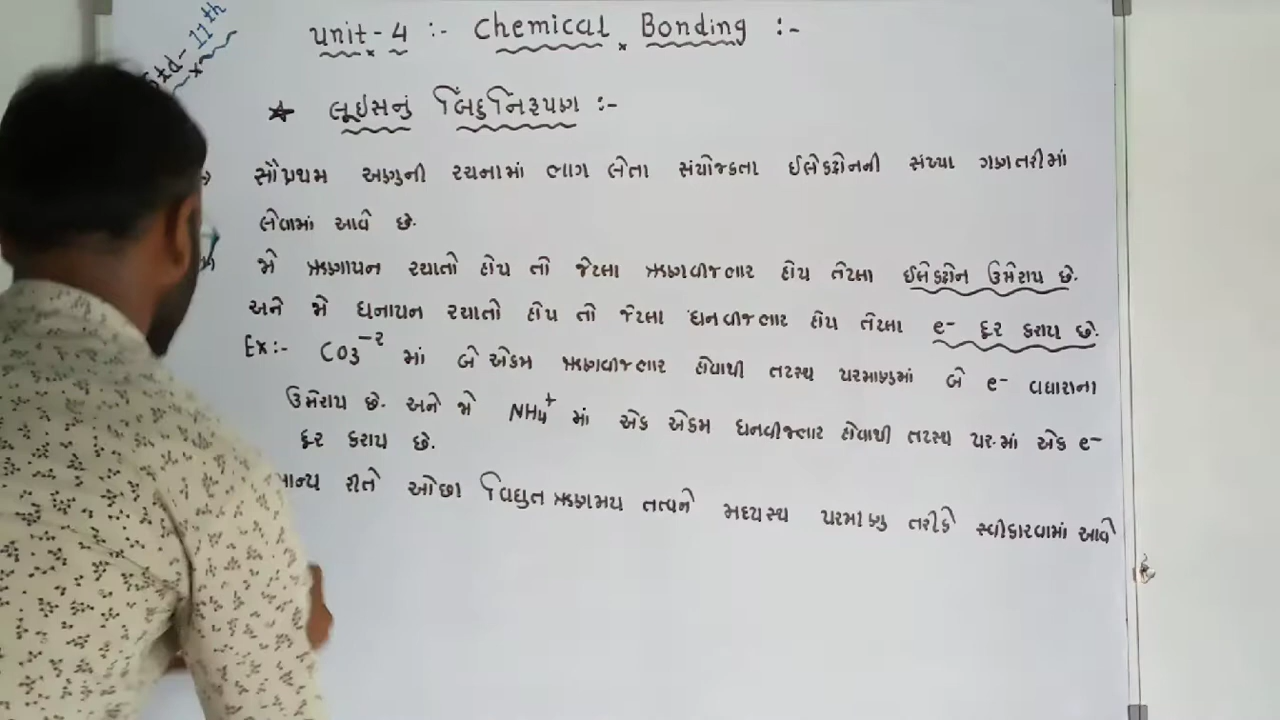 Std-11th
Unit-4 :- Chemical Bonding :-
* લૂઇસનું બિંદુ નિરૂપણ :-
સૌપ્રથમ અણુની રચનામાં ભાગ લેતા સંયોજકતા ઇલેક્ટ્રોનની સંખ્યા ગણતરીમાં
લેવામાં આવે છે.
જો ઋણાયન રચાતો હોય તો જેટલા ઋણવીજભાર હોય તેટલા ઈલેક્ટ્રોન ઉમેરાય છે.
અને જો ધનાયન રચાતો હોય તો જેટલા ધનવીજભાર હોય તેટલા e- દૂર કરાય છે.
Ex:- CO3-2 માં બે એકમ ઋણવીજભાર હોવાથી તટસ્થ પરમાણુમાં બે e- વધારાના
ઉમેરાય છે. અને જો NH4+ માં એક એકમ ધનવીજભાર હોવાથી તટસ્થ પર.માં એક e-
દૂર કરાય છે.
માન્ય રીતે ઓછા વિદ્યુતઋણમય તત્વને મધ્યસ્થ પરમાણુ તરીકે સ્વીકારવામાં આવે